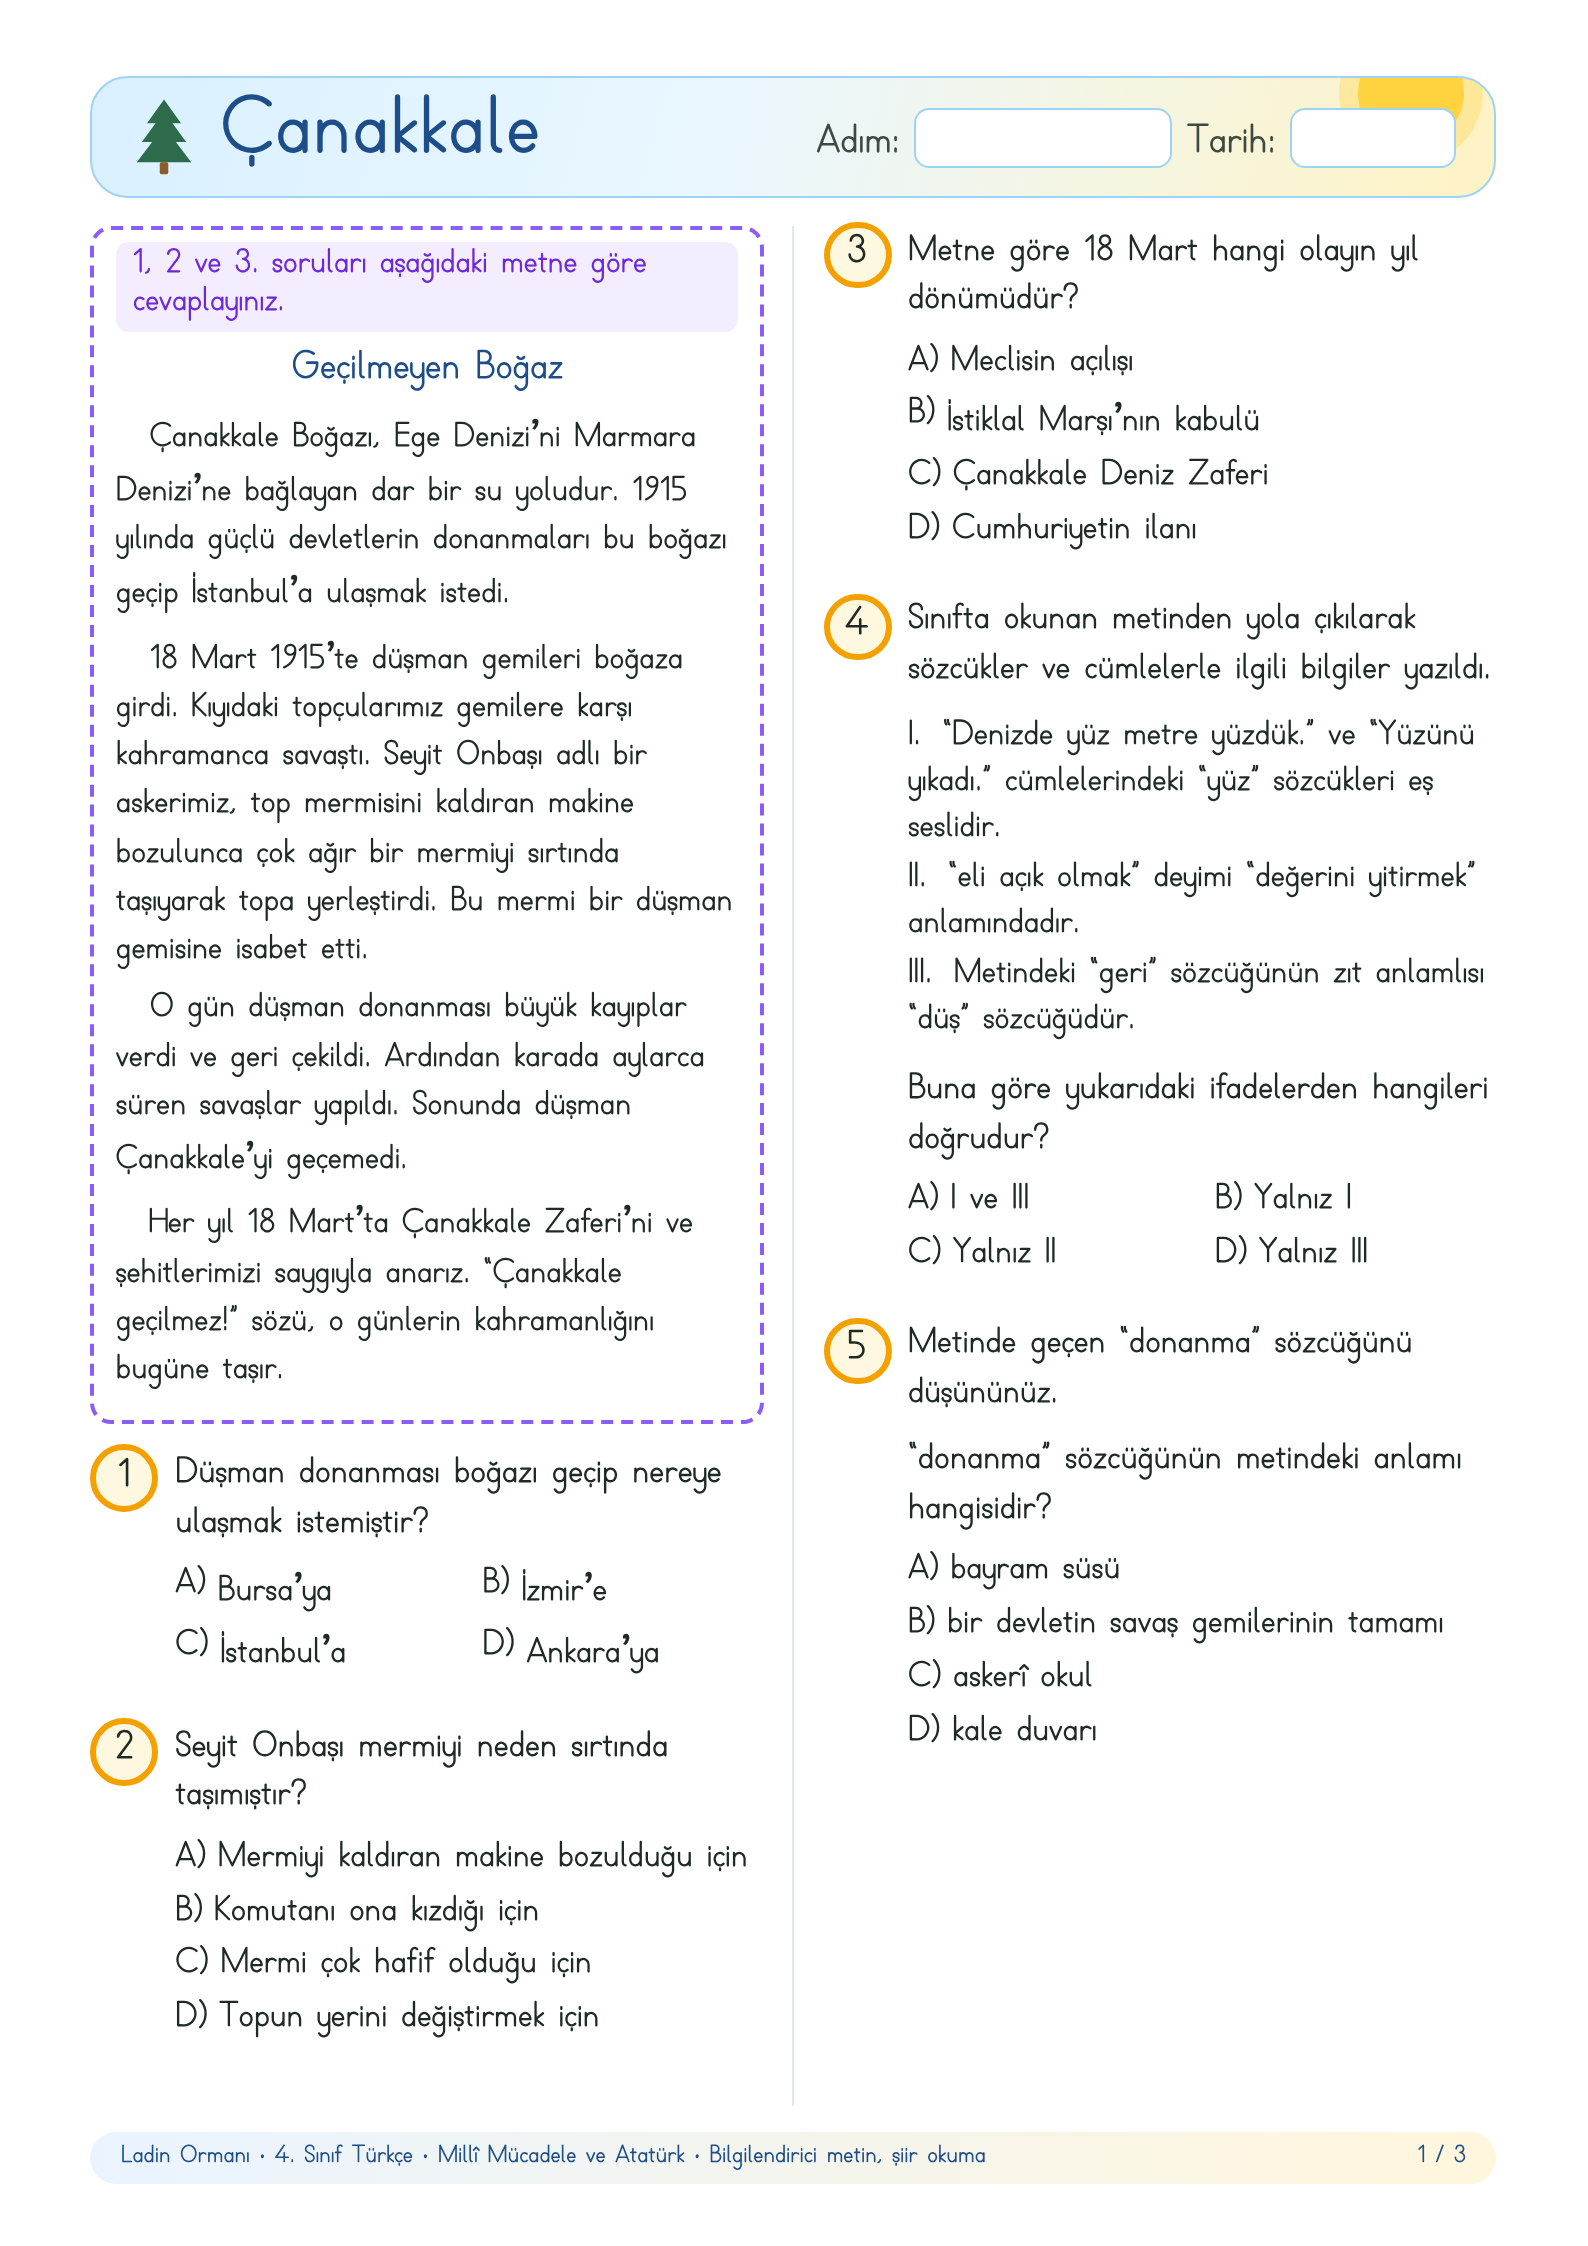 Çanakkale
Adım:
Tarih:
1, 2 ve 3. soruları aşağıdaki metne göre
cevaplayınız.
Geçilmeyen Boğaz
Çanakkale Boğazı, Ege Denizi’ni Marmara
Denizi’ne bağlayan dar bir su yoludur. 1915
yılında güçlü devletlerin donanmaları bu boğazı
geçip İstanbul’a ulaşmak istedi.
18 Mart 1915’te düşman gemileri boğaza
girdi. Kıyıdaki topçularımız gemilere karşı
kahramanca savaştı. Seyit Onbaşı adlı bir
askerimiz, top mermisini kaldıran makine
bozulunca çok ağır bir mermiyi sırtında
taşıyarak topa yerleştirdi. Bu mermi bir düşman
gemisine isabet etti.
O gün düşman donanması büyük kayıplar
verdi ve geri çekildi. Ardından karada aylarca
süren savaşlar yapıldı. Sonunda düşman
Çanakkale’yi geçemedi.
Her yıl 18 Mart’ta Çanakkale Zaferi’ni ve
şehitlerimizi saygıyla anarız. “Çanakkale
geçilmez!” sözü, o günlerin kahramanlığını
bugüne taşır.
1
Düşman donanması boğazı geçip nereye
ulaşmak istemiştir?
A) Bursa’ya
B) İzmir’e
C) İstanbul’a
D) Ankara’ya
2
Seyit Onbaşı mermiyi neden sırtında
taşımıştır?
A) Mermiyi kaldıran makine bozulduğu için
B) Komutanı ona kızdığı için
C) Mermi çok hafif olduğu için
D) Topun yerini değiştirmek için
3
Metne göre 18 Mart hangi olayın yıl
dönümüdür?
A) Meclisin açılışı
B) İstiklal Marşı’nın kabulü
C) Çanakkale Deniz Zaferi
D) Cumhuriyetin ilanı
4
Sınıfta okunan metinden yola çıkılarak
sözcükler ve cümlelerle ilgili bilgiler yazıldı.
I. “Denizde yüz metre yüzdük.” ve “Yüzünü
yıkadı.” cümlelerindeki “yüz” sözcükleri eş
seslidir.
II. “eli açık olmak” deyimi “değerini yitirmek”
anlamındadır.
III. Metindeki “geri” sözcüğünün zıt anlamlısı
“düş” sözcüğüdür.
Buna göre yukarıdaki ifadelerden hangileri
doğrudur?
A) I ve III
B) Yalnız I
C) Yalnız II
D) Yalnız III
5
Metinde geçen “donanma” sözcüğünü
düşününüz.
“donanma” sözcüğünün metindeki anlamı
hangisidir?
A) bayram süsü
B) bir devletin savaş gemilerinin tamamı
C) askerî okul
D) kale duvarı
Ladin Ormanı • 4. Sınıf Türkçe • Millî Mücadele ve Atatürk • Bilgilendirici metin, şiir okuma
1 / 3